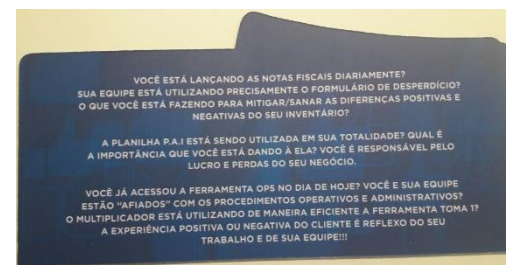 VOCÊ ESTÁ LANÇANDO AS NOTAS FISCAIS DIARIAMENTE?
SUA EQUIPE ESTÁ UTILIZANDO PRECISAMENTE O FORMULÁRIO DE DESPERDÍCIO?
O QUE VOCÊ ESTÁ FAZENDO PARA MITIGAR/SANAR AS DIFERENÇAS POSITIVAS E
NEGATIVAS DO SEU INVENTÁRIO?
A PLANILHA P.A.I ESTÁ SENDO UTILIZADA EM SUA TOTALIDADE? QUAL É
A IMPORTÂNCIA QUE VOCÊ ESTÁ DANDO À ELA? VOCÊ É RESPONSÁVEL PELO
LUCRO E PERDAS DO SEU NEGÓCIO.
VOCÊ JÁ ACESSOU A FERRAMENTA OPS NO DIA DE HOJE? VOCÊ E SUA EQUIPE
ESTÃO "AFIADOS" COM OS PROCEDIMENTOS OPERATIVOS E ADMINISTRATIVOS?
O MULTIPLICADOR ESTÁ UTILIZANDO DE MANEIRA EFICIENTE A FERRAMENTA TOMA 1?
A EXPERIÊNCIA POSITIVA OU NEGATIVA DO CLIENTE É REFLEXO DO SEU
TRABALHO E DE SUA EQUIPE!!!